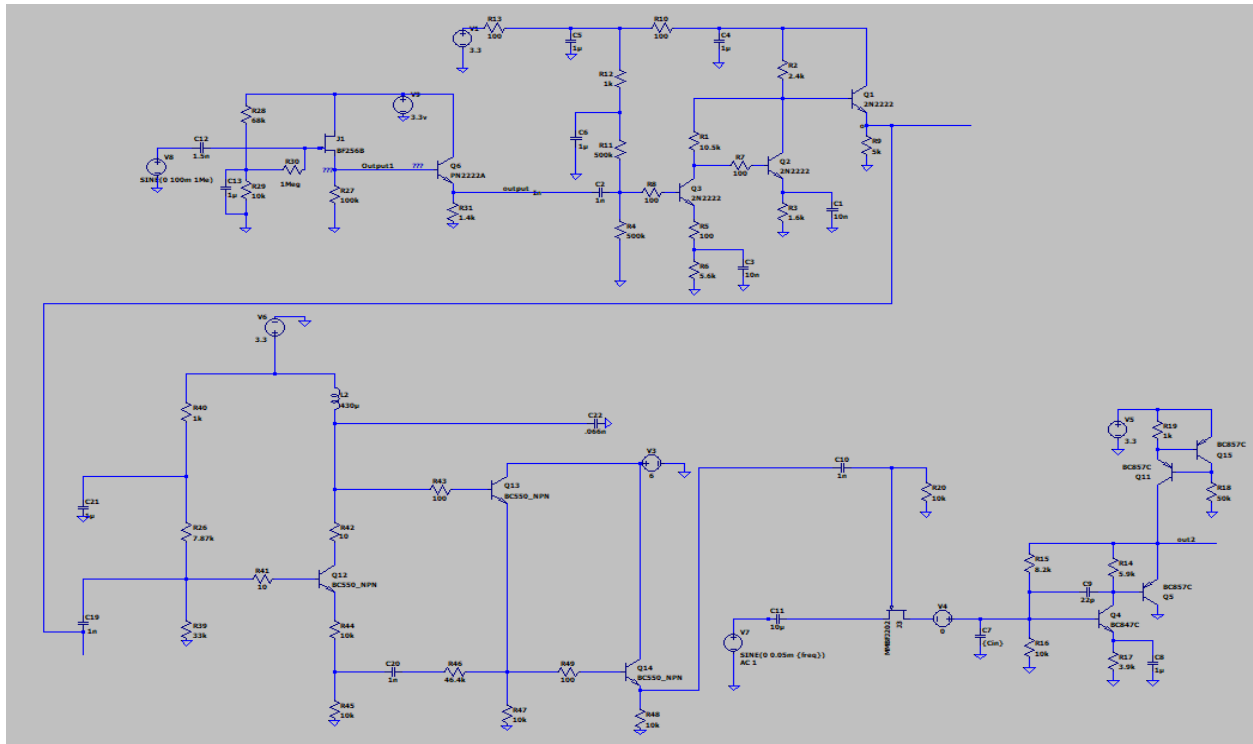 R13
100
V1
3.3
C5
1µ
R10
100
C4
1µ
R12
1k
R2
2.4k
Q1
2N2222
R28
68k
V9
3.3v
C12
1.5n
J1
BF256B
C6
1µ
R11
500k
R1
10.5k
R9
5k
V8
SINE(0 100m 1Me)
R30
1Meg
C13
1µ
R29
10k
???
Output1
???
R27
100k
Q6
PN2222A
output
1n
R31
1.4k
C2
1n
R8
100
R7
100
Q2
2N2222
Q3
2N2222
R4
500k
R5
100
R3
1.6k
C1
10n
R6
5.6k
C3
10n
V6
3.3
L2
430µ
R40
1k
C22
.066n
V3
6
C21
R26
7.87k
R43
100
Q13
BC550_NPN
C10
1n
R20
10k
V5
3.3
R19
1k
BC857C
Q15
BC857C
Q11
R18
50k
out2
R42
10
R41
10
Q12
BC550_NPN
C19
1n
R39
33k
R44
10k
C20
1n
R46
46.4k
R49
100
Q14
BC550_NPN
R45
10k
R47
10k
R48
10k
V7
SINE(0 0.05m {freq})
AC 1
C11
10µ
MMBFJ202
J3
V4
0
C7
{Cin}
R15
8.2k
R14
5.9k
C9
22p
BC857C
Q5
Q4
BC847C
R16
10k
R17
3.9k
C8
1µ